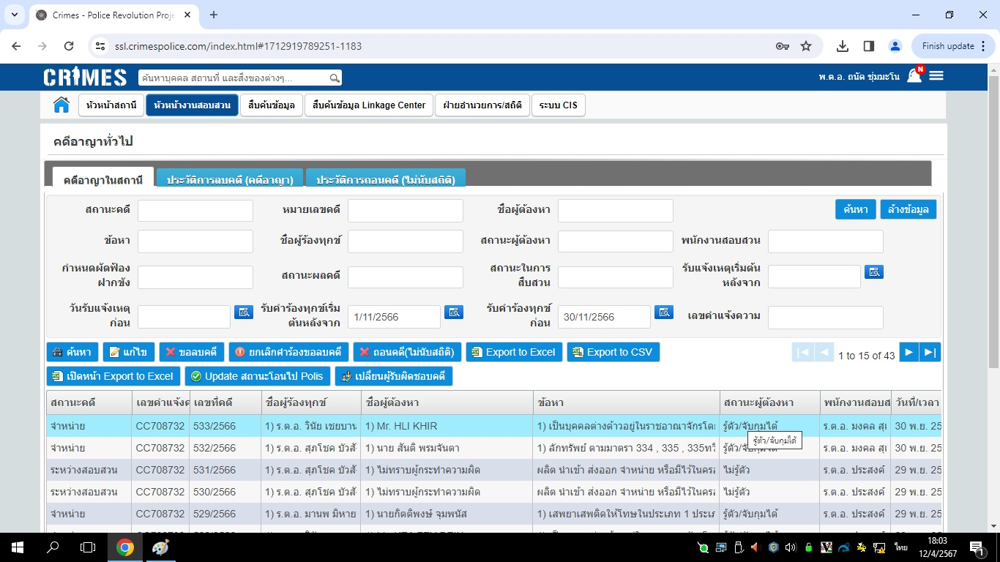 Crimes - Police Revolution Proje
ssl.crimespolice.com/index.html#1712919789251-1183
Finish update
CRIMES
ค้นหาบุคคล สถานที่ และสิ่งของต่างๆ...
พ.ต.อ. ถนัด ชุ่มมะโน
N
หัวหน้าสถานี หัวหน้างานสอบสวน สืบค้นข้อมูล สืบค้นข้อมูล Linkage Center ฝ่ายอำนวยการ/สถิติ ระบบ CIS
คดีอาญาทั่วไป
คดีอาญาในสถานี ประวัติการลบคดี (คดีอาญา) ประวัติการถอนคดี (ไม่นับสถิติ)
สถานะคดี หมายเลขคดี ชื่อผู้ต้องหา ค้นหา ล้างข้อมูล
ข้อหา ชื่อผู้ร้องทุกข์ สถานะผู้ต้องหา พนักงานสอบสวน
กำหนดผัดฟ้อง ฝากขัง สถานะผลคดี สถานะในการ สืบสวน รับแจ้งเหตุเริ่มต้น หลังจาก
วันรับแจ้งเหตุ ก่อน รับคำร้องทุกข์เริ่ม ต้นหลังจาก 1/11/2566 รับคำร้องทุกข์ ก่อน 30/11/2566 เลขคำแจ้งความ
ค้นหา แก้ไข ขอลบคดี ยกเลิกคำร้องขอลบคดี ถอนคดี(ไม่นับสถิติ) Export to Excel Export to CSV 1 to 15 of 43
เปิดหน้า Export to Excel Update สถานะโอนไป Polis เปลี่ยนผู้รับผิดชอบคดี
สถานะคดี เลขคำแจ้งค เลขที่คดี ชื่อผู้ร้องทุกข์ ชื่อผู้ต้องหา ข้อหา สถานะผู้ต้องหา พนักงานสอบส วันที่/เวลา
จำหน่าย CC708732 533/2566 1) ร.ต.อ. วินัย เชยบาน 1) Mr. HLI KHIR 1) เป็นบุคคลต่างด้าวอยู่ในราชอาณาจักรโดย รู้ตัว/จับกุมได้ ร.ต.อ. มงคล สุ 30 พ.ย. 25
รู้ตัว/จับกุมได้
จำหน่าย CC708732 532/2566 1) ร.ต.อ. สุภโชค บัวสั 1) นาย สันติ พรมจันตา 1) ลักทรัพย์ ตามมาตรา 334 , 335 , 335ทวิ รู้ตัว/จับกุมได้ ร.ต.อ. มงคล สุ 30 พ.ย. 25
ระหว่างสอบสวน CC708732 531/2566 1) ร.ต.อ. สุภโชค บัวสั 1) ไม่ทราบผู้กระทำความผิด ผลิต นำเข้า ส่งออก จำหน่าย หรือมีไว้ในครอ ไม่รู้ตัว ร.ต.อ. ประสงค์ 29 พ.ย. 25
ระหว่างสอบสวน CC708732 530/2566 1) ร.ต.อ. สุภโชค บัวสั 1) ไม่ทราบผู้กระทำความผิด ผลิต นำเข้า ส่งออก จำหน่าย หรือมีไว้ในครอ ไม่รู้ตัว ร.ต.อ. ประสงค์ 29 พ.ย. 25
จำหน่าย CC708732 529/2566 1) ร.ต.อ. มานพ มิหาย 1) นายกิตติพงษ์ จุมพนัส 1) เสพยาเสพติดให้โทษในประเภท 1 ประเภ รู้ตัว/จับกุมได้ ร.ต.อ. ประสงค์ 29 พ.ย. 25
ไทย
18:03
12/4/2567
1